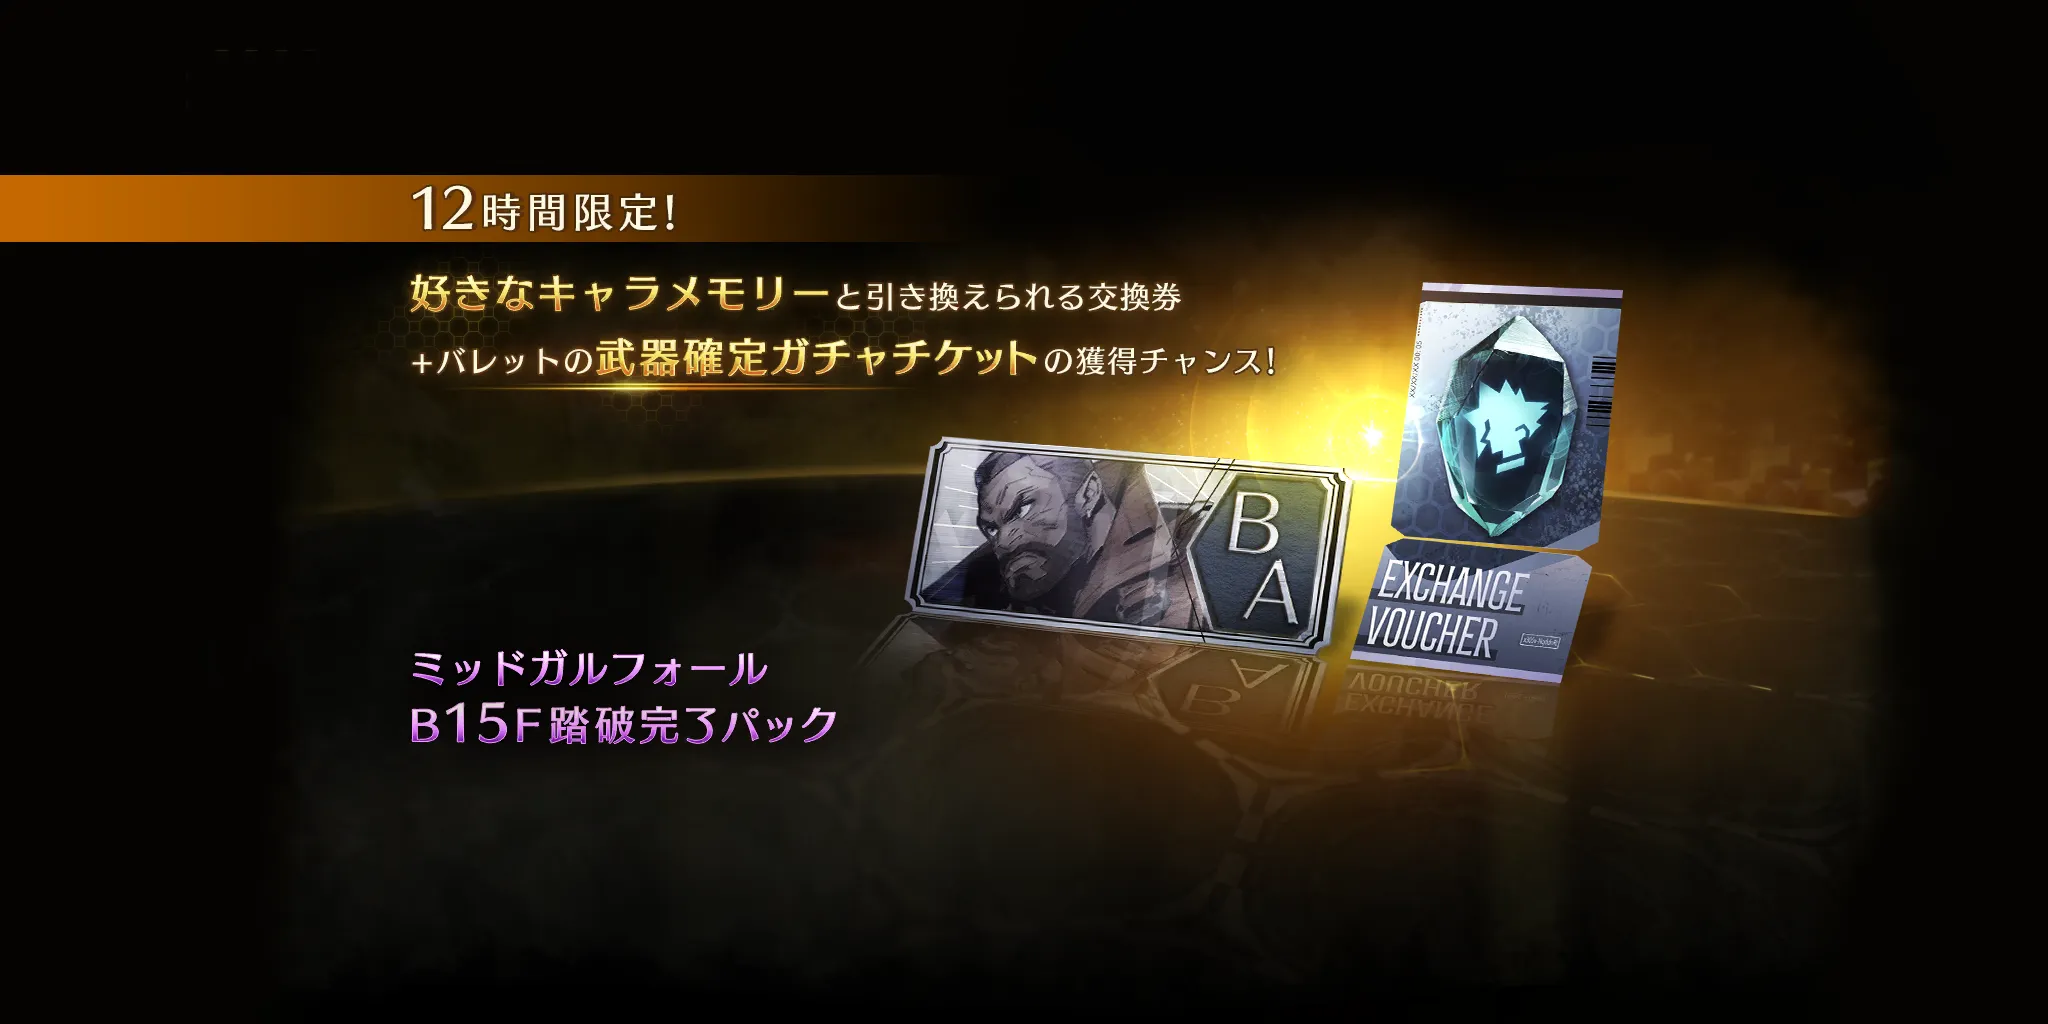 12時間限定!
好きなキャラメモリーと引き換えられる交換券
+バレットの武器確定ガチャチケットの獲得チャンス!
B
A
EXCHANGE
VOUCHER
ミッドガルフォール
B15F踏破完了パック